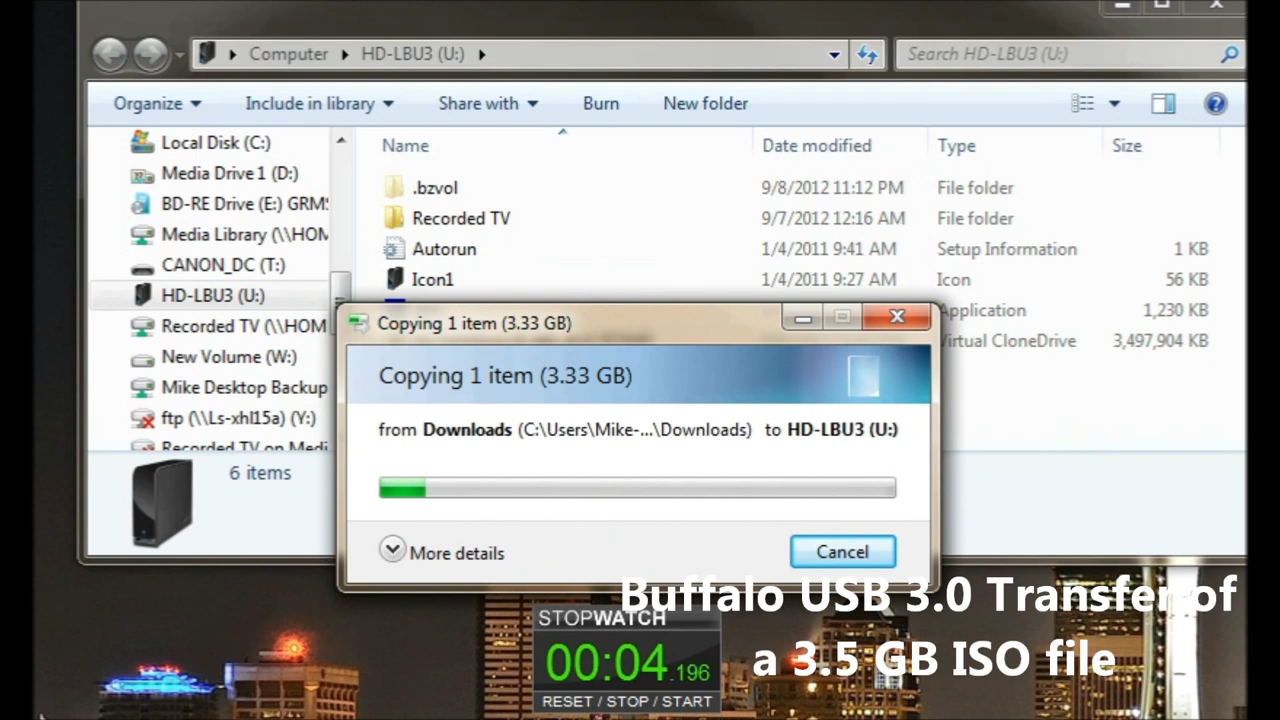 Computer HD-LBU3 (U:)
Search HD-LBU3 (U:)
Organize Include in library Share with Burn New folder
Local Disk (C:)
Media Drive 1 (D:)
BD-RE Drive (E:) GRMS
Media Library (\\HOM
CANON_DC (T:)
HD-LBU3 (U:)
Recorded TV (\\HOM
New Volume (W:)
Mike Desktop Backup
ftp (\\Ls-xhl15a) (Y:)
Recorded TV on Medi
Name Date modified Type Size
.bzvol 9/8/2012 11:12 PM File folder
Recorded TV 9/7/2012 12:16 AM File folder
Autorun 1/4/2011 9:41 AM Setup Information 1 KB
Icon1 1/4/2011 9:27 AM Icon 56 KB
Application 1,230 KB
Virtual CloneDrive 3,497,904 KB
6 items
Copying 1 item (3.33 GB)
Copying 1 item (3.33 GB)
from Downloads (C:\Users\Mike-...\Downloads) to HD-LBU3 (U:)
More details
Cancel
Buffalo USB 3.0 Transfer of
a 3.5 GB ISO file
STOPWATCH
00:04.196
RESET / STOP / START